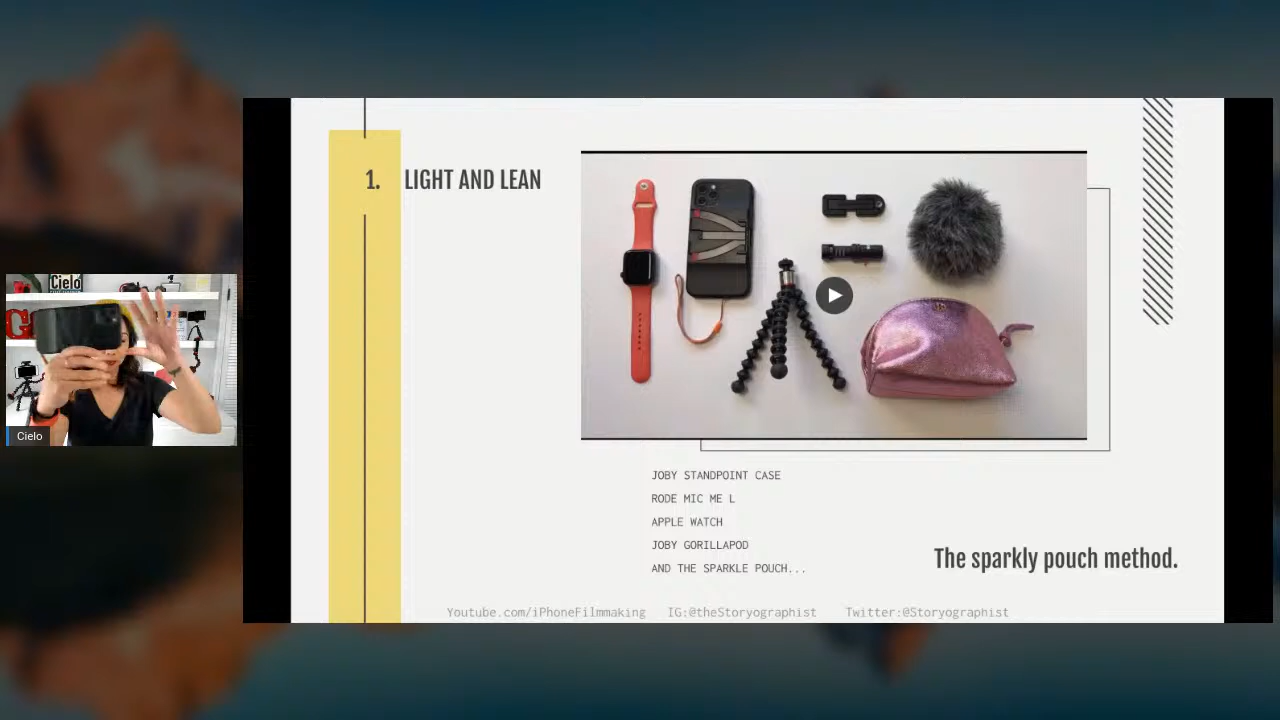 1. LIGHT AND LEAN
JOBY STANDPOINT CASE
RODE MIC ME L
APPLE WATCH
JOBY GORILLAPOD
AND THE SPARKLE POUCH...
The sparkly pouch method.
Youtube.com/iPhoneFilmmaking IG:@theStoryographist Twitter:@Storyographist
Cielo
Cielo